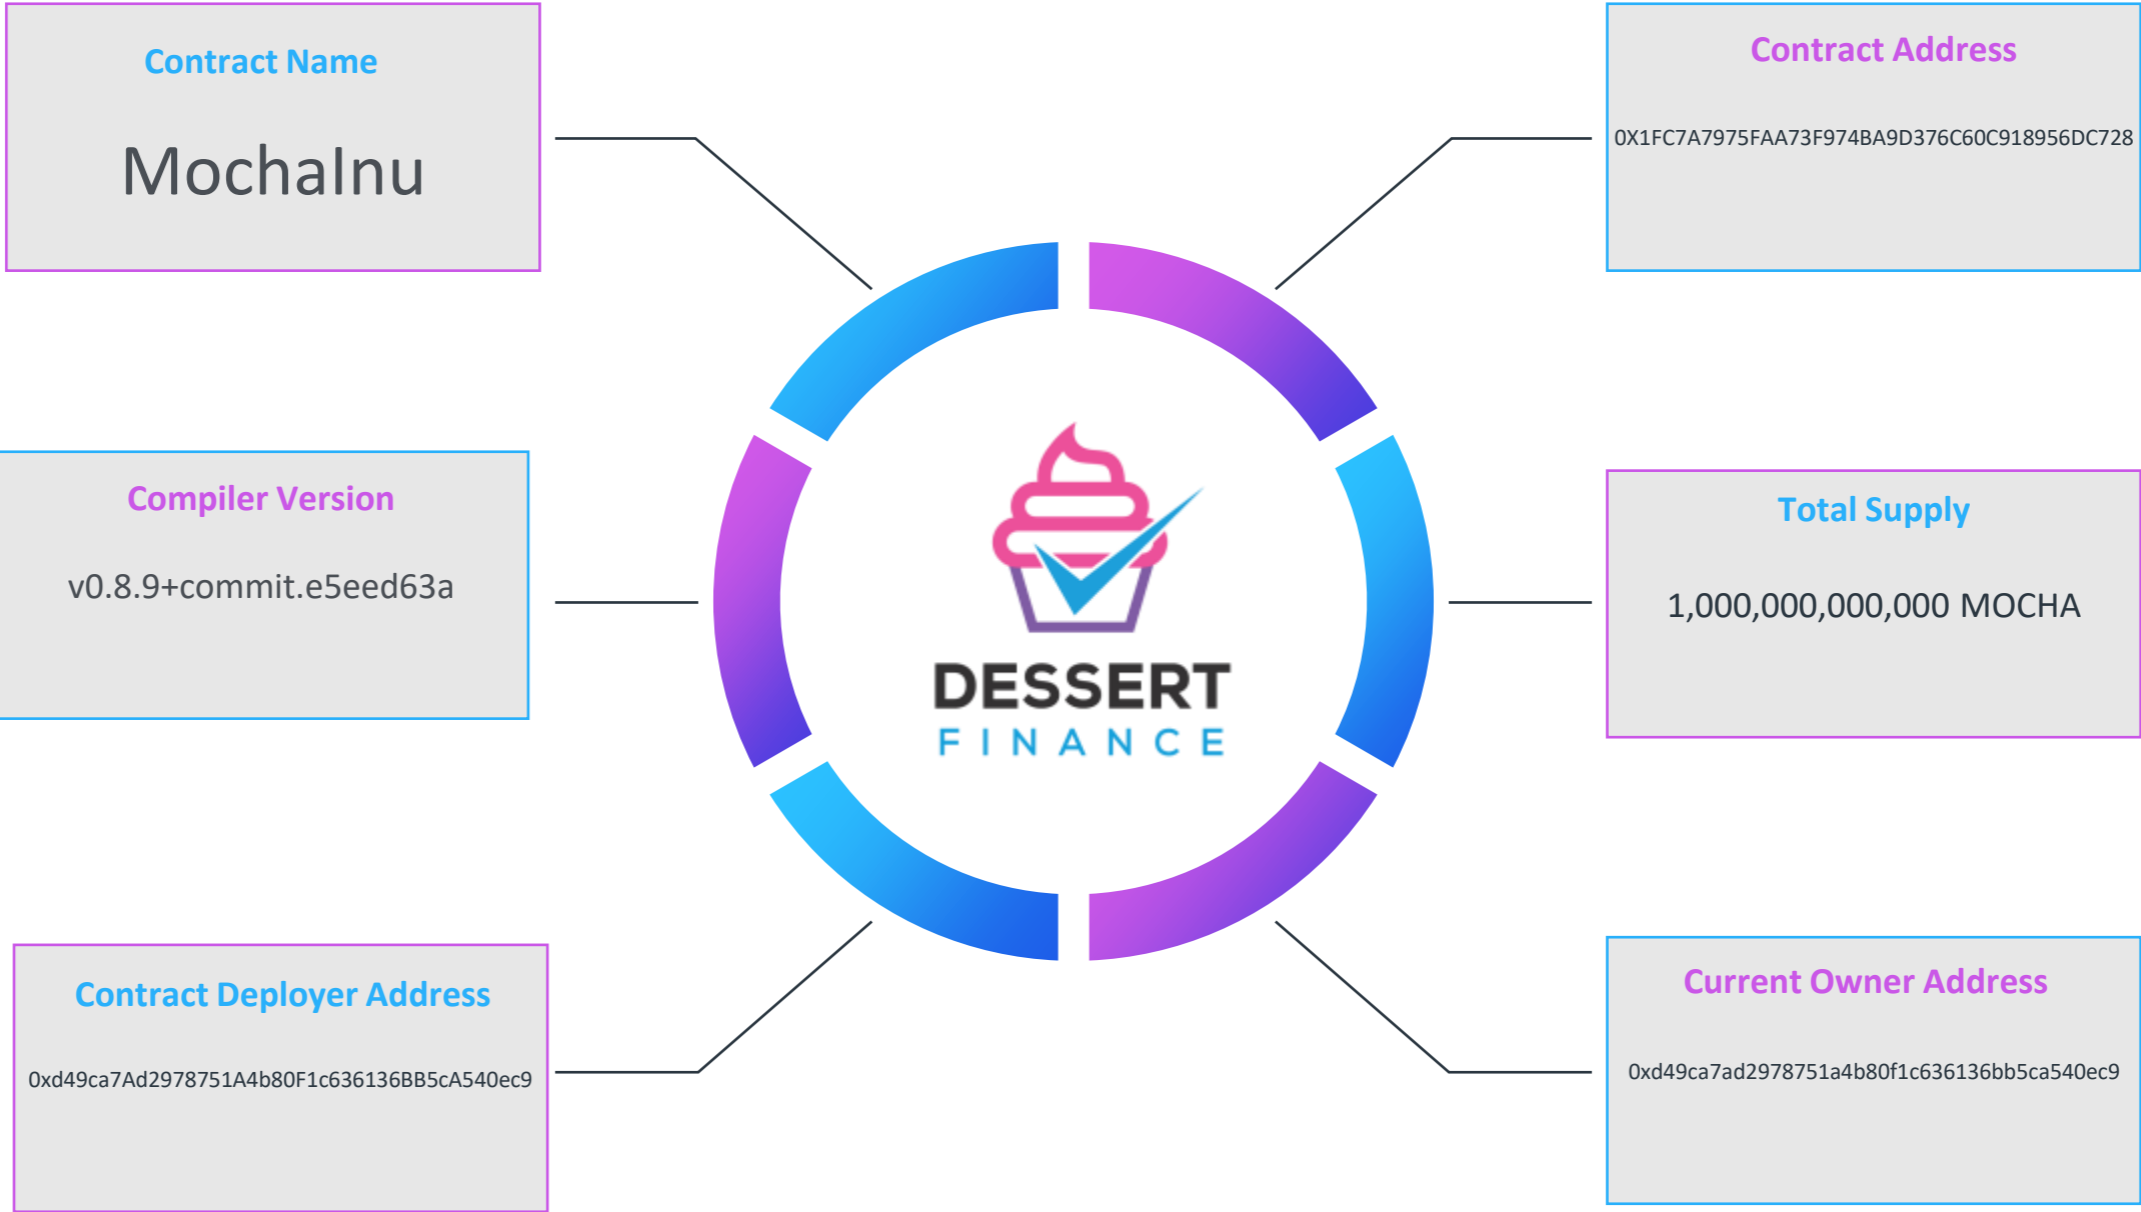 Contract Name
MochaInu
Contract Address
0X1FC7A7975FAA73F974BA9D376C60C918956DC728
Compiler Version
v0.8.9+commit.e5eed63a
Total Supply
1,000,000,000,000 MOCHA
DESSERT
FINANCE
Contract Deployer Address
0xd49ca7Ad2978751A4b80F1c636136BB5cA540ec9
Current Owner Address
0xd49ca7ad2978751a4b80f1c636136bb5ca540ec9